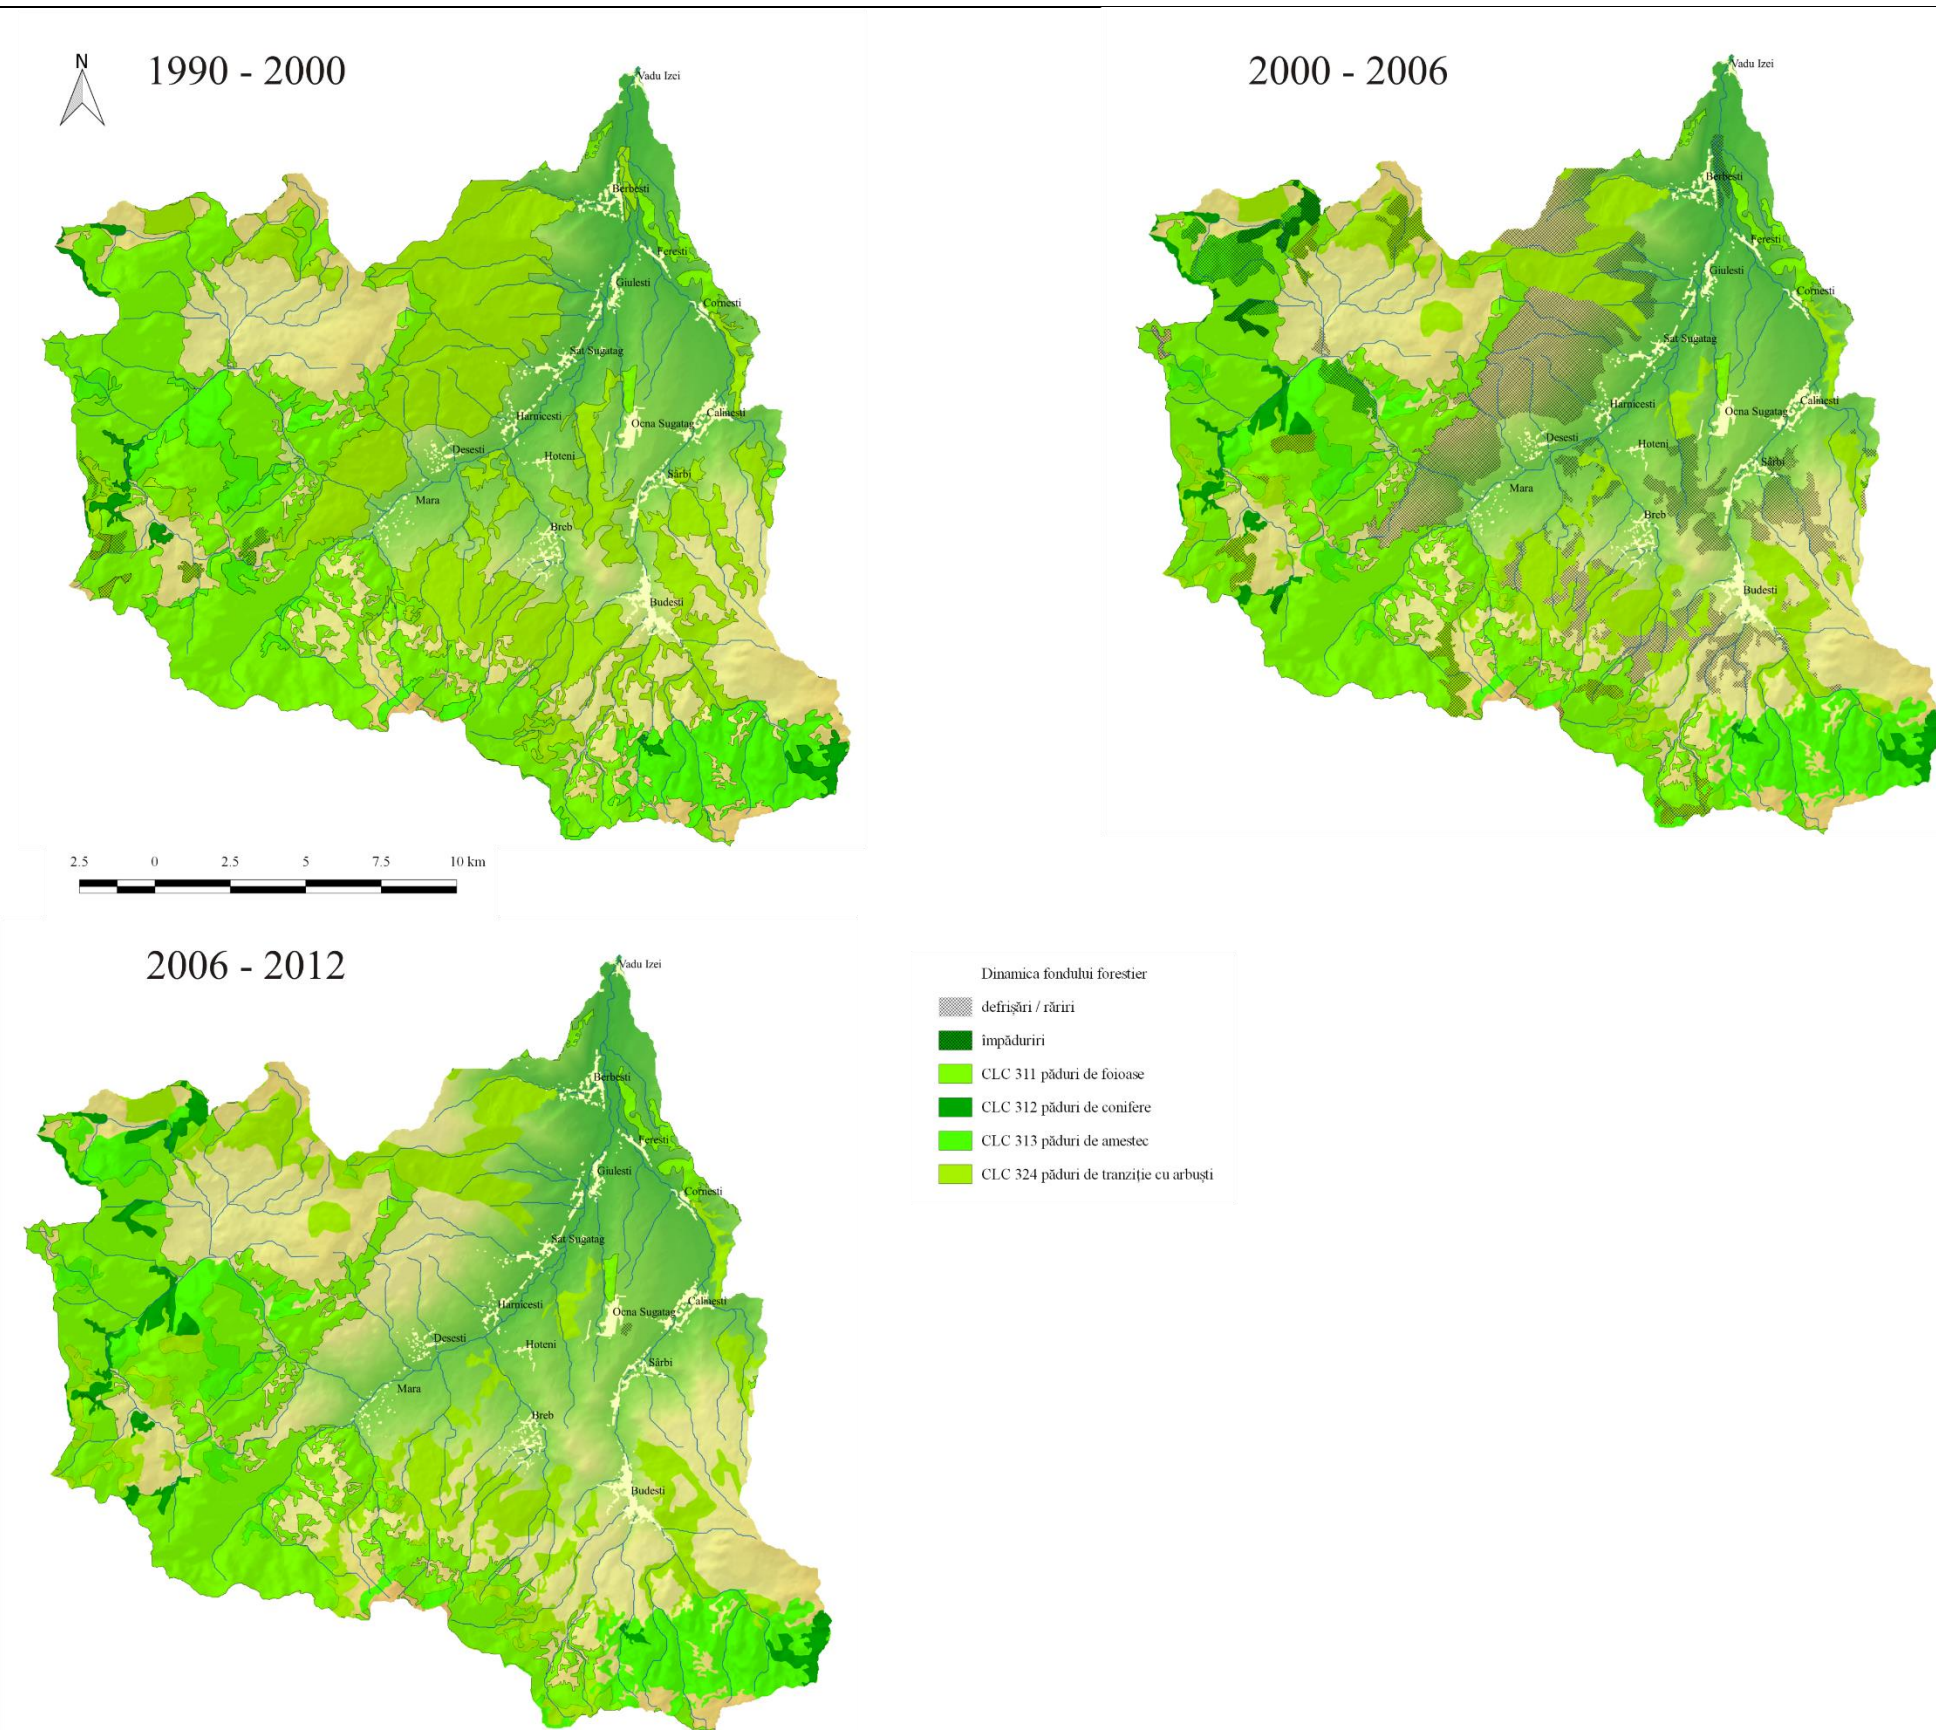 N
1990 - 2000
Vadu Izei
Berbesti
Feresti
Giulesti
Cornesti
Sat Sugatag
Harnicesti
Calinesti
Ocna Sugatag
Desesti
Hoteni
Sârbi
Mara
Breb
Budesti
2.5 0 2.5 5 7.5 10 km
2000 - 2006
Vadu Izei
Berbesti
Feresti
Giulesti
Cornesti
Sat Sugatag
Harnicesti
Calinesti
Ocna Sugatag
Desesti
Hoteni
Sârbi
Mara
Breb
Budesti
2006 - 2012
Vadu Izei
Berbesti
Feresti
Giulesti
Cornesti
Sat Sugatag
Harnicesti
Calinesti
Ocna Sugatag
Desesti
Hoteni
Sârbi
Mara
Breb
Budesti
Dinamica fondului forestier
defrișări / răriri
împăduriri
CLC 311 păduri de foioase
CLC 312 păduri de conifere
CLC 313 păduri de amestec
CLC 324 păduri de tranziție cu arbuști